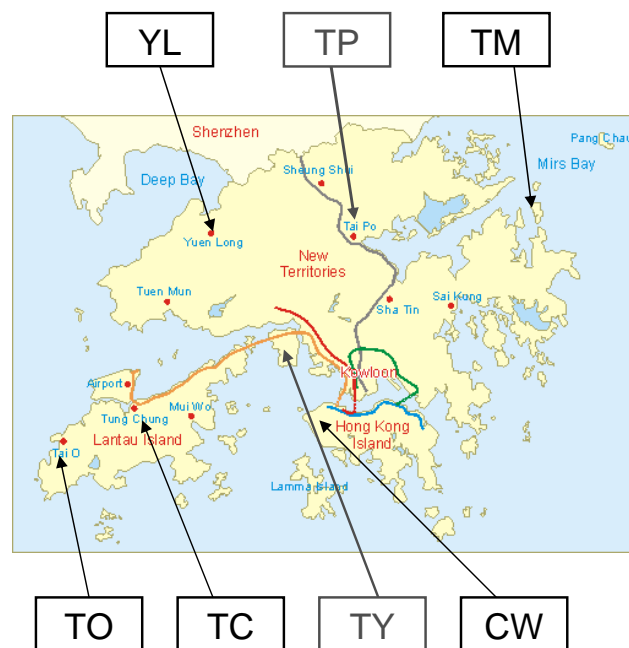 YL TP TM
Shenzhen
Pang Chau
Mirs Bay
Deep Bay
Sheung Shui
Tai Po
Yuen Long
New
Territories
Tuen Mun
Sha Tin
Sai Kung
Kowloon
Airport
Tung Chung
Mui Wo
Lantau Island
Hong Kong
Island
Tai O
Lamma Island
TO TC TY CW